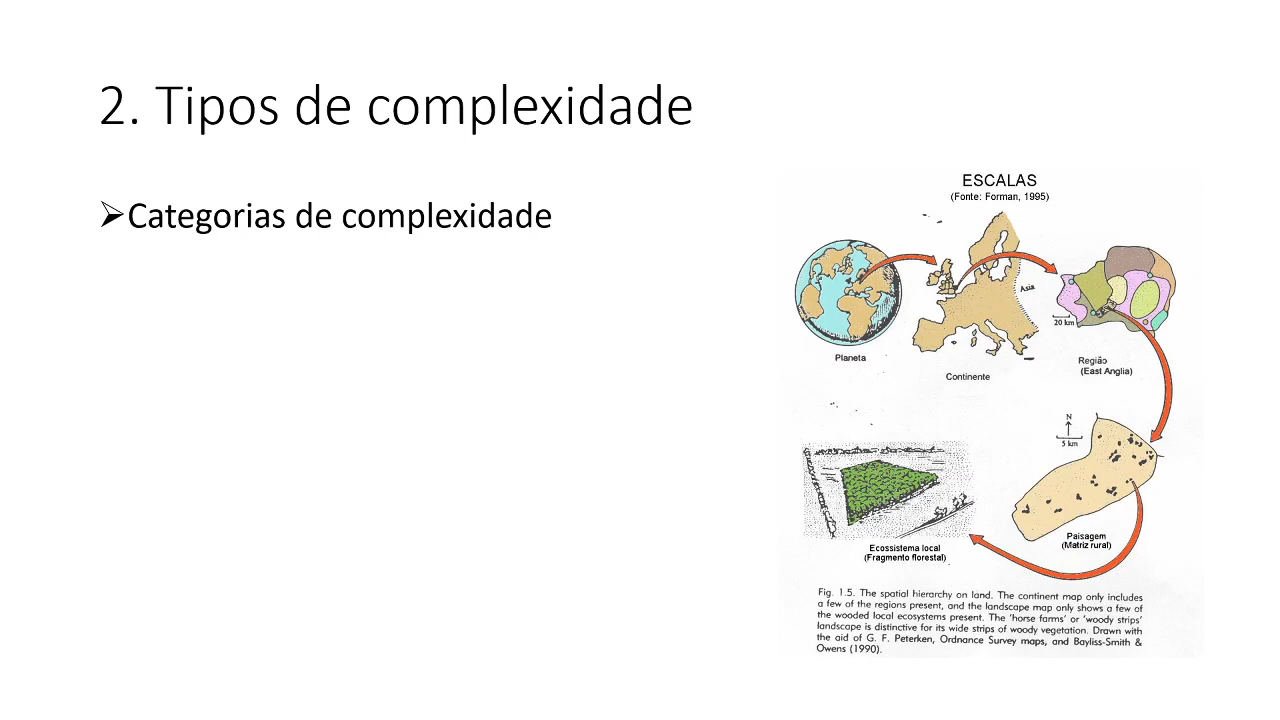 2. Tipos de complexidade
➢Categorias de complexidade
ESCALAS
(Fonte: Forman, 1995)
Asia
20 km
Planeta
Continente
Região
(East Anglia)
N
5 km
Paisagem
(Matriz rural)
Ecossistema local
(Fragmento florestal)
Fig. 1.5. The spatial hierarchy on land. The continent map only includes
a few of the regions present, and the landscape map only shows a few of
the wooded local ecosystems present. The 'horse farms' or 'woody strips'
landscape is distinctive for its wide strips of woody vegetation. Drawn with
the aid of G. F. Peterken, Ordnance Survey maps, and Bayliss-Smith &
Owens (1990).